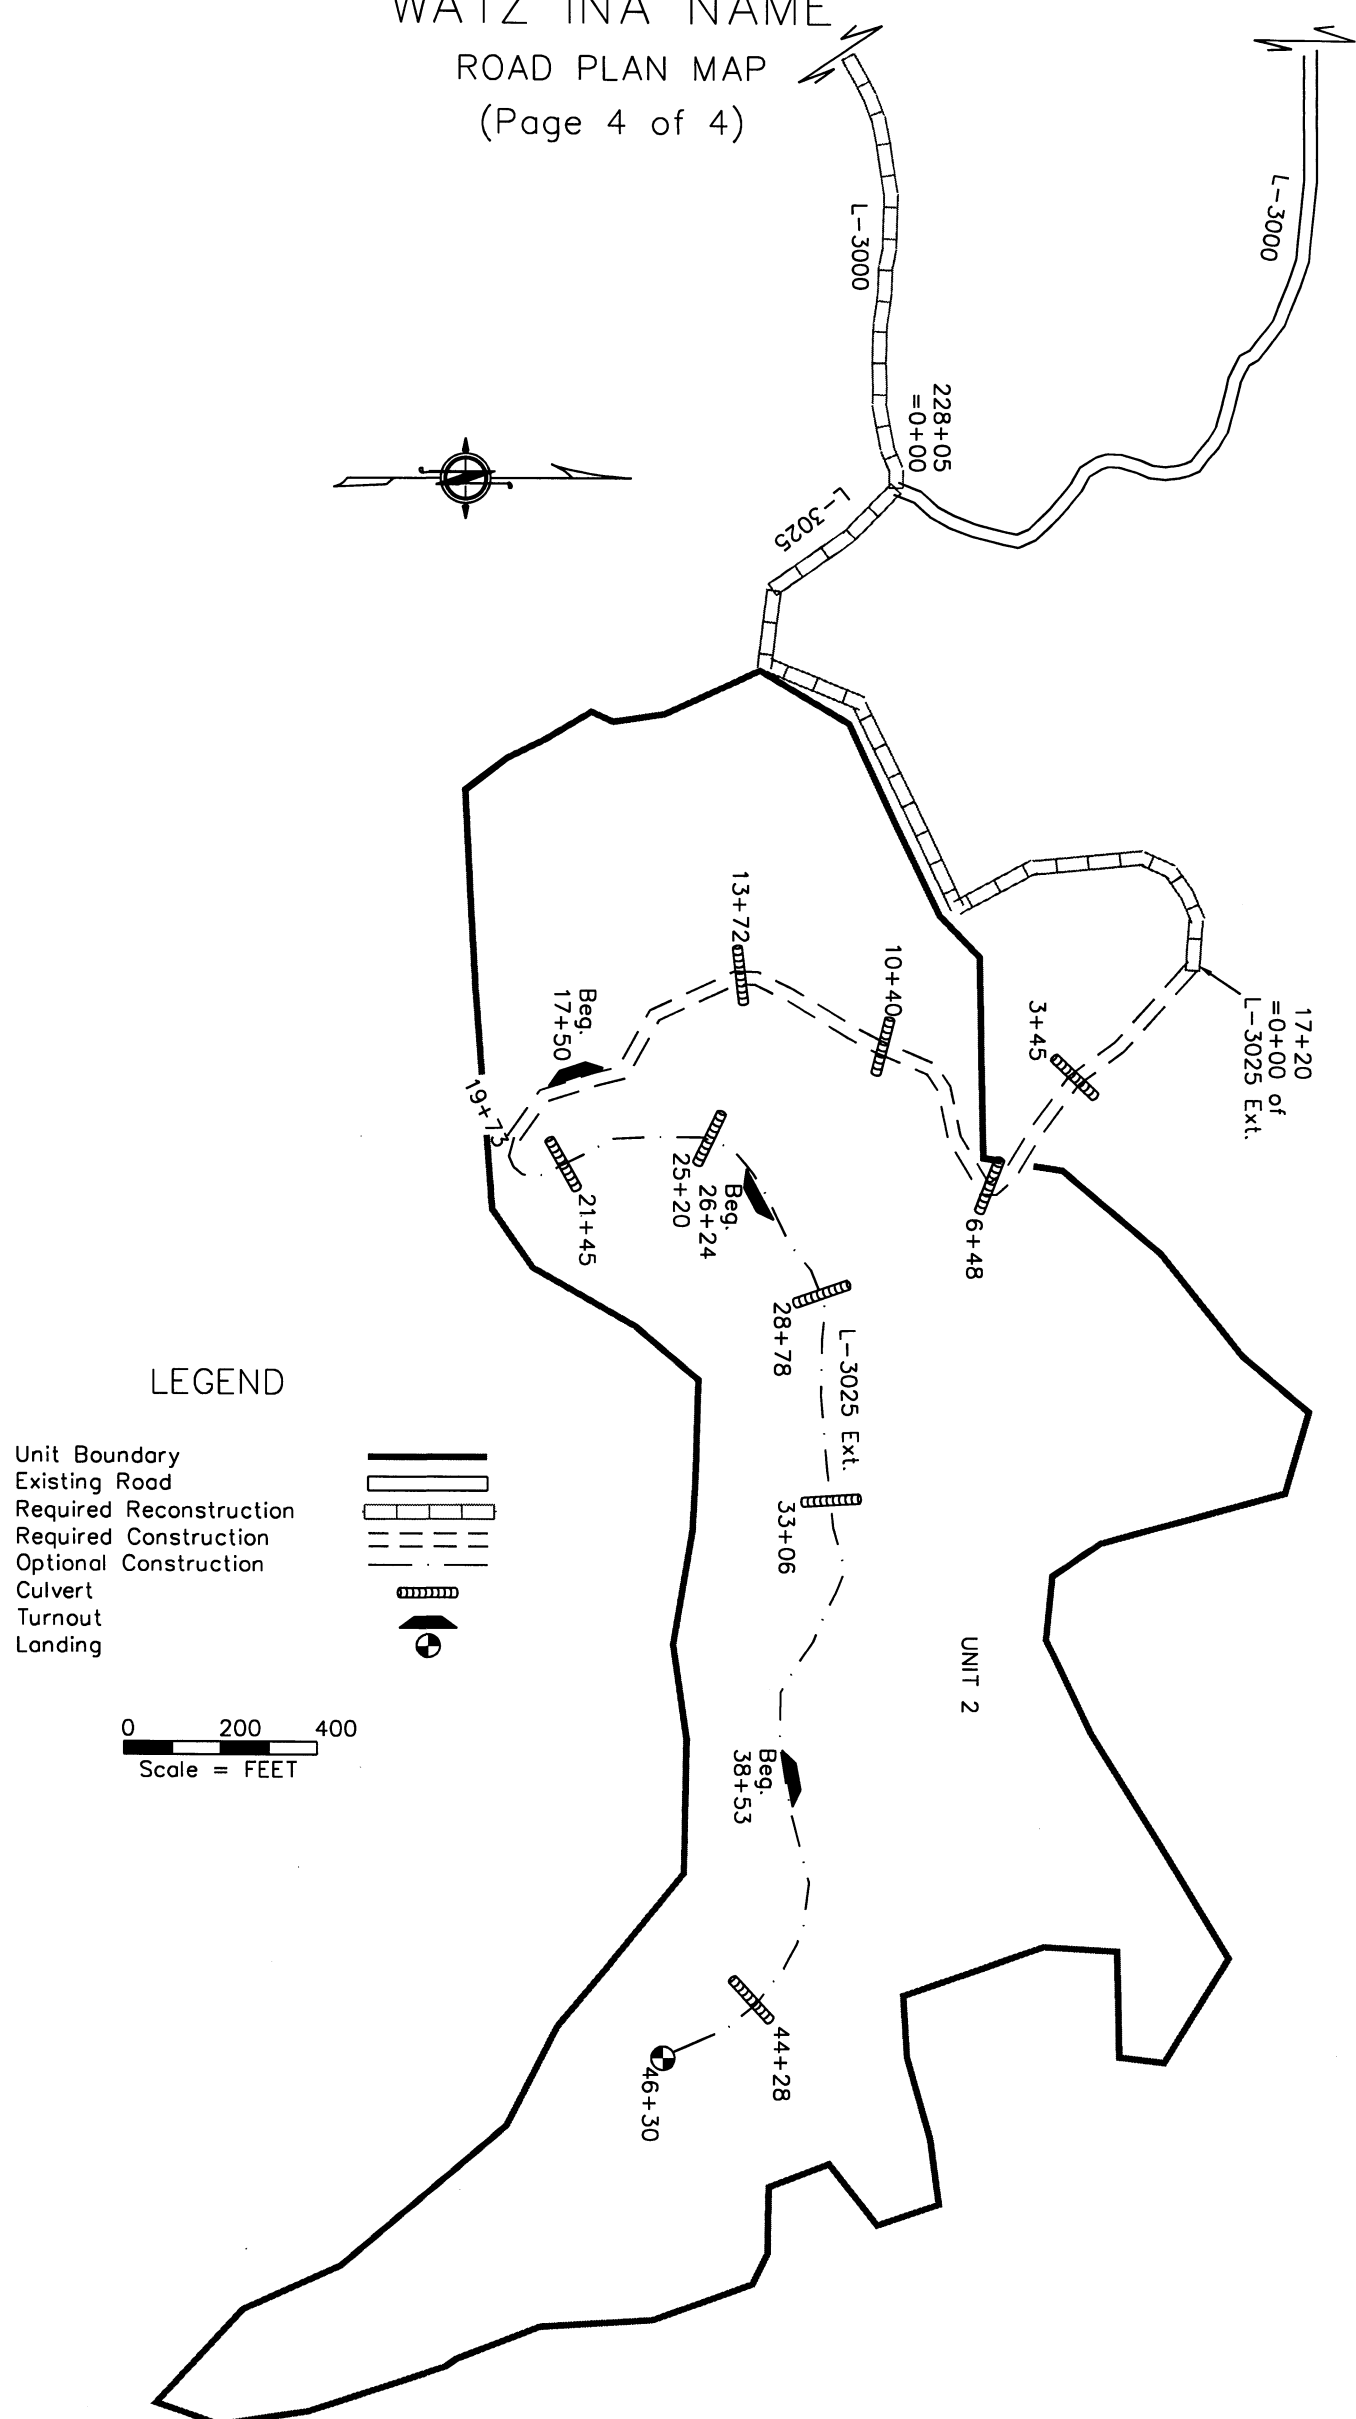 WATZ INA NAME
ROAD PLAN MAP
(Page 4 of 4)
L-3000
L-3000
228+05
=0+00
L-3025
13+72
10+40
3+45
17+20
=0+00 of
L-3025 Ext.
Beg.
17+50
19+73
21+45
25+20
Beg.
26+24
6+48
28+78
L-3025 Ext.
33+06
UNIT 2
Beg.
38+53
44+28
46+30
LEGEND
Unit Boundary
Existing Road
Required Reconstruction
Required Construction
Optional Construction
Culvert
Turnout
Landing
0 200 400
Scale = FEET